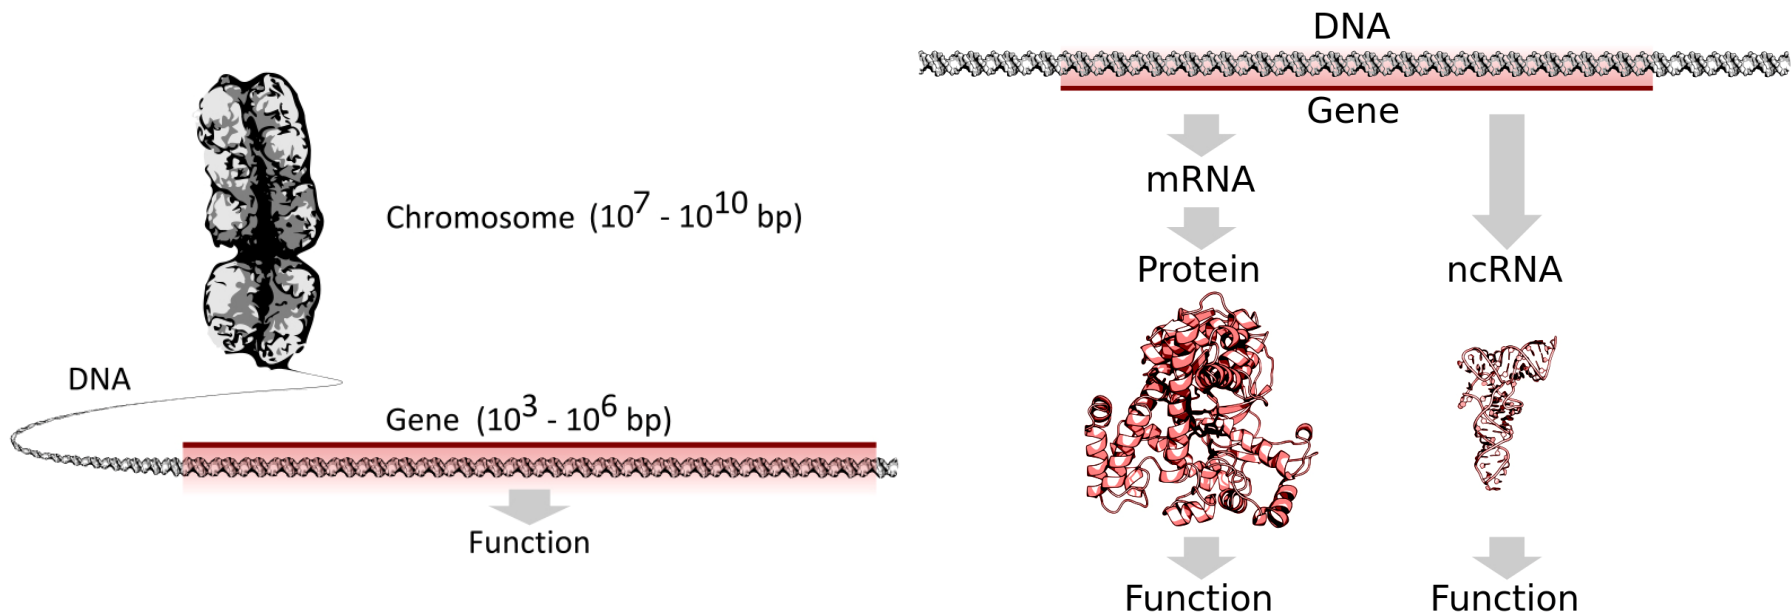 Chromosome (10^7 - 10^10 bp)
DNA
Gene (10^3 - 10^6 bp)
Function
DNA
Gene
mRNA
Protein
ncRNA
Function
Function